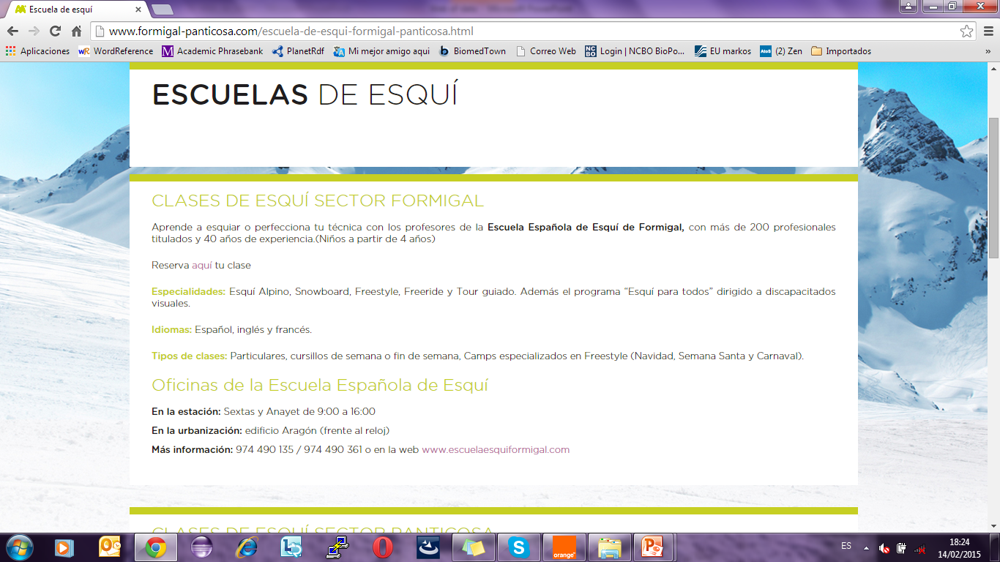 Escuela de esquí
www.formigal-panticosa.com/escuela-de-esqui-formigal-panticosa.html
Aplicaciones WordReference Academic Phrasebank PlanetRdf Mi mejor amigo aqui BiomedTown Correo Web Login | NCBO BioPo... EU markos (2) Zen Importados »
ESCUELAS DE ESQUÍ
CLASES DE ESQUÍ SECTOR FORMIGAL
Aprende a esquiar o perfecciona tu técnica con los profesores de la Escuela Española de Esquí de Formigal, con más de 200 profesionales
titulados y 40 años de experiencia.(Niños a partir de 4 años)
Reserva aquí tu clase
Especialidades: Esquí Alpino, Snowboard, Freestyle, Freeride y Tour guiado. Además el programa "Esquí para todos" dirigido a discapacitados
visuales.
Idiomas: Español, inglés y francés.
Tipos de clases: Particulares, cursillos de semana o fin de semana, Camps especializados en Freestyle (Navidad, Semana Santa y Carnaval).
Oficinas de la Escuela Española de Esquí
En la estación: Sextas y Anayet de 9:00 a 16:00
En la urbanización: edificio Aragón (frente al reloj)
Más información: 974 490 135 / 974 490 361 o en la web www.escuelaesquiformigal.com
CLASES DE ESQUÍ SECTOR PANTICOSA
ES
18:24
14/02/2015
orange